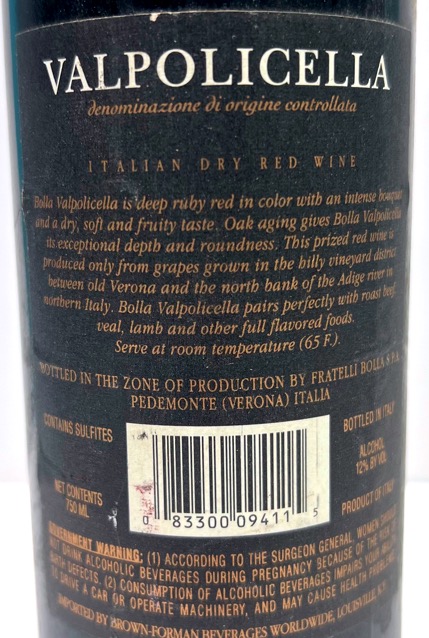 VALPOLICELLA
denominazione di origine controllata
ITALIAN DRY RED WINE
Bolla Valpolicella is deep ruby red in color with an intense bouquet
and a dry, soft and fruity taste. Oak aging gives Bolla Valpolicella
its exceptional depth and roundness. This prized red wine is
produced only from grapes grown in the hilly vineyard district
between old Verona and the north bank of the Adige river in
northern Italy. Bolla Valpolicella pairs perfectly with roast beef,
veal, lamb and other full flavored foods.
Serve at room temperature (65 F.).
BOTTLED IN THE ZONE OF PRODUCTION BY FRATELLI BOLLA S.P.A.
PEDEMONTE (VERONA) ITALIA
CONTAINS SULFITES
NET CONTENTS
750 ML
0 83300 09411 5
BOTTLED IN ITALY
ALCOHOL
12% BY VOL
PRODUCT OF ITALY
GOVERNMENT WARNING: (1) ACCORDING TO THE SURGEON GENERAL, WOMEN SHOULD
NOT DRINK ALCOHOLIC BEVERAGES DURING PREGNANCY BECAUSE OF THE RISK OF
BIRTH DEFECTS. (2) CONSUMPTION OF ALCOHOLIC BEVERAGES IMPAIRS YOUR ABILITY
TO DRIVE A CAR OR OPERATE MACHINERY, AND MAY CAUSE HEALTH PROBLEMS
IMPORTED BY BROWN-FORMAN BEVERAGES WORLDWIDE, LOUISVILLE, KY